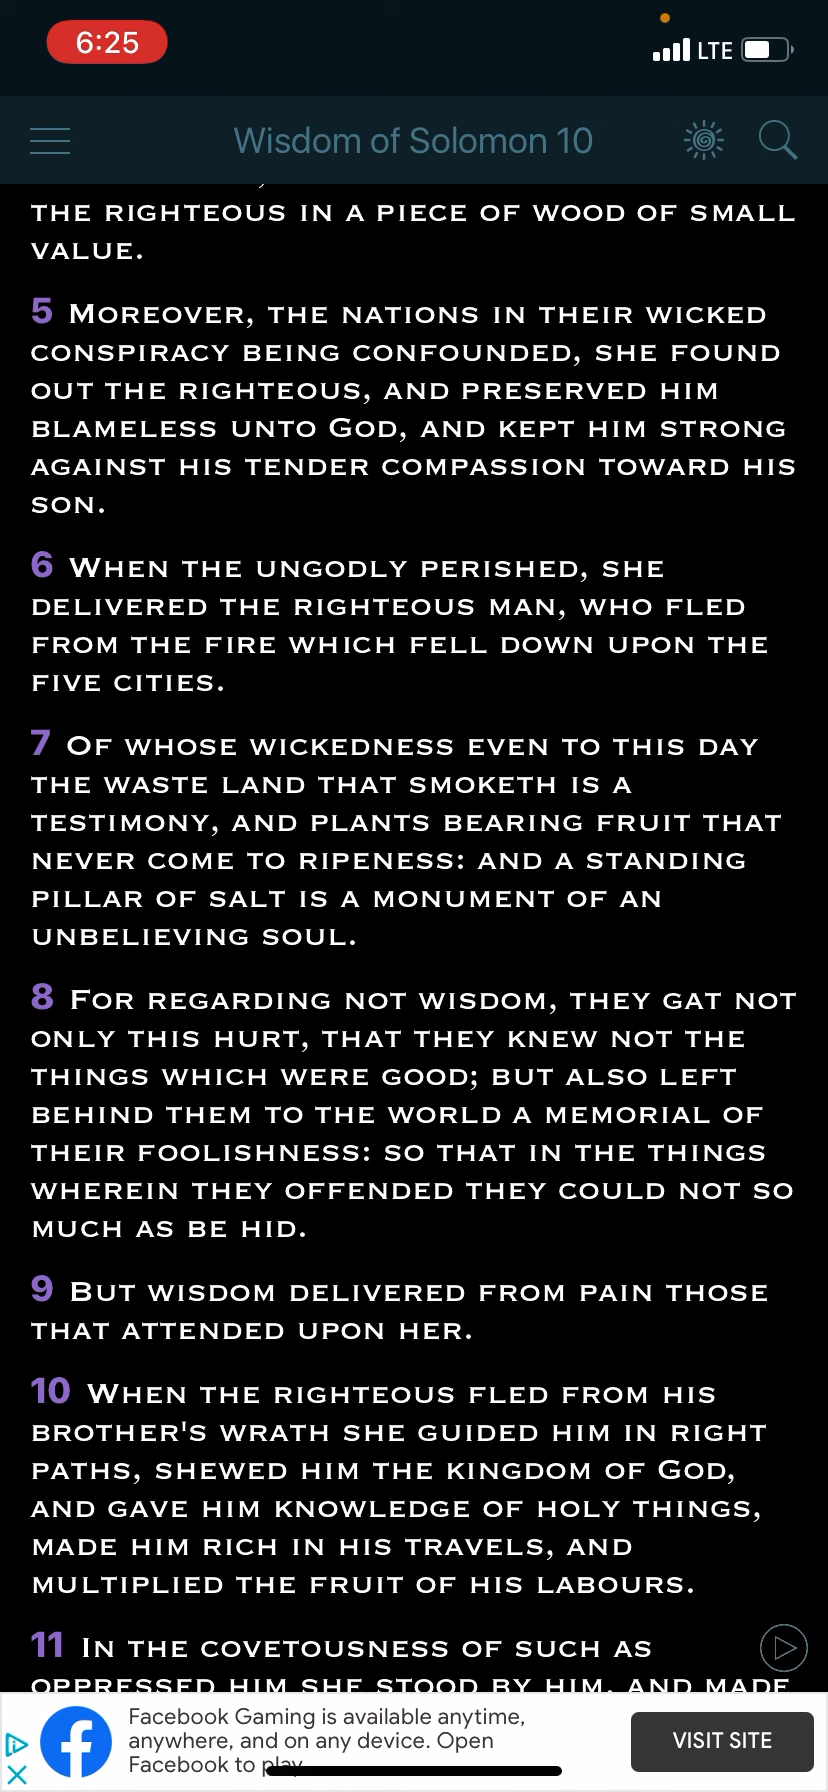 6:25
LTE
Wisdom of Solomon 10
THE RIGHTEOUS IN A PIECE OF WOOD OF SMALL
VALUE.
5 MOREOVER, THE NATIONS IN THEIR WICKED
CONSPIRACY BEING CONFOUNDED, SHE FOUND
OUT THE RIGHTEOUS, AND PRESERVED HIM
BLAMELESS UNTO GOD, AND KEPT HIM STRONG
AGAINST HIS TENDER COMPASSION TOWARD HIS
SON.
6 WHEN THE UNGODLY PERISHED, SHE
DELIVERED THE RIGHTEOUS MAN, WHO FLED
FROM THE FIRE WHICH FELL DOWN UPON THE
FIVE CITIES.
7 OF WHOSE WICKEDNESS EVEN TO THIS DAY
THE WASTE LAND THAT SMOKETH IS A
TESTIMONY, AND PLANTS BEARING FRUIT THAT
NEVER COME TO RIPENESS: AND A STANDING
PILLAR OF SALT IS A MONUMENT OF AN
UNBELIEVING SOUL.
8 FOR REGARDING NOT WISDOM, THEY GAT NOT
ONLY THIS HURT, THAT THEY KNEW NOT THE
THINGS WHICH WERE GOOD; BUT ALSO LEFT
BEHIND THEM TO THE WORLD A MEMORIAL OF
THEIR FOOLISHNESS: SO THAT IN THE THINGS
WHEREIN THEY OFFENDED THEY COULD NOT SO
MUCH AS BE HID.
9 BUT WISDOM DELIVERED FROM PAIN THOSE
THAT ATTENDED UPON HER.
10 WHEN THE RIGHTEOUS FLED FROM HIS
BROTHER'S WRATH SHE GUIDED HIM IN RIGHT
PATHS, SHEWED HIM THE KINGDOM OF GOD,
AND GAVE HIM KNOWLEDGE OF HOLY THINGS,
MADE HIM RICH IN HIS TRAVELS, AND
MULTIPLIED THE FRUIT OF HIS LABOURS.
11 IN THE COVETOUSNESS OF SUCH AS
OPPRESSED HIM SHE STOOD BY HIM, AND MADE
Facebook Gaming is available anytime,
anywhere, and on any device. Open
Facebook to play
VISIT SITE